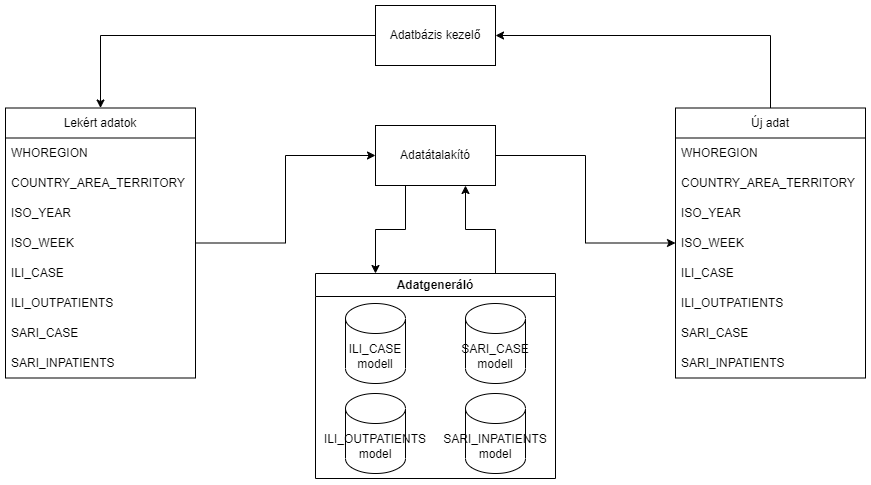 Adatbázis kezelő
Lekért adatok
WHOREGION
COUNTRY_AREA_TERRITORY
ISO_YEAR
ISO_WEEK
ILI_CASE
ILI_OUTPATIENTS
SARI_CASE
SARI_INPATIENTS
Adatátalakító
Adatgeneráló
ILI_CASE
modell
SARI_CASE
modell
ILI_OUTPATIENTS
model
SARI_INPATIENTS
model
Új adat
WHOREGION
COUNTRY_AREA_TERRITORY
ISO_YEAR
ISO_WEEK
ILI_CASE
ILI_OUTPATIENTS
SARI_CASE
SARI_INPATIENTS